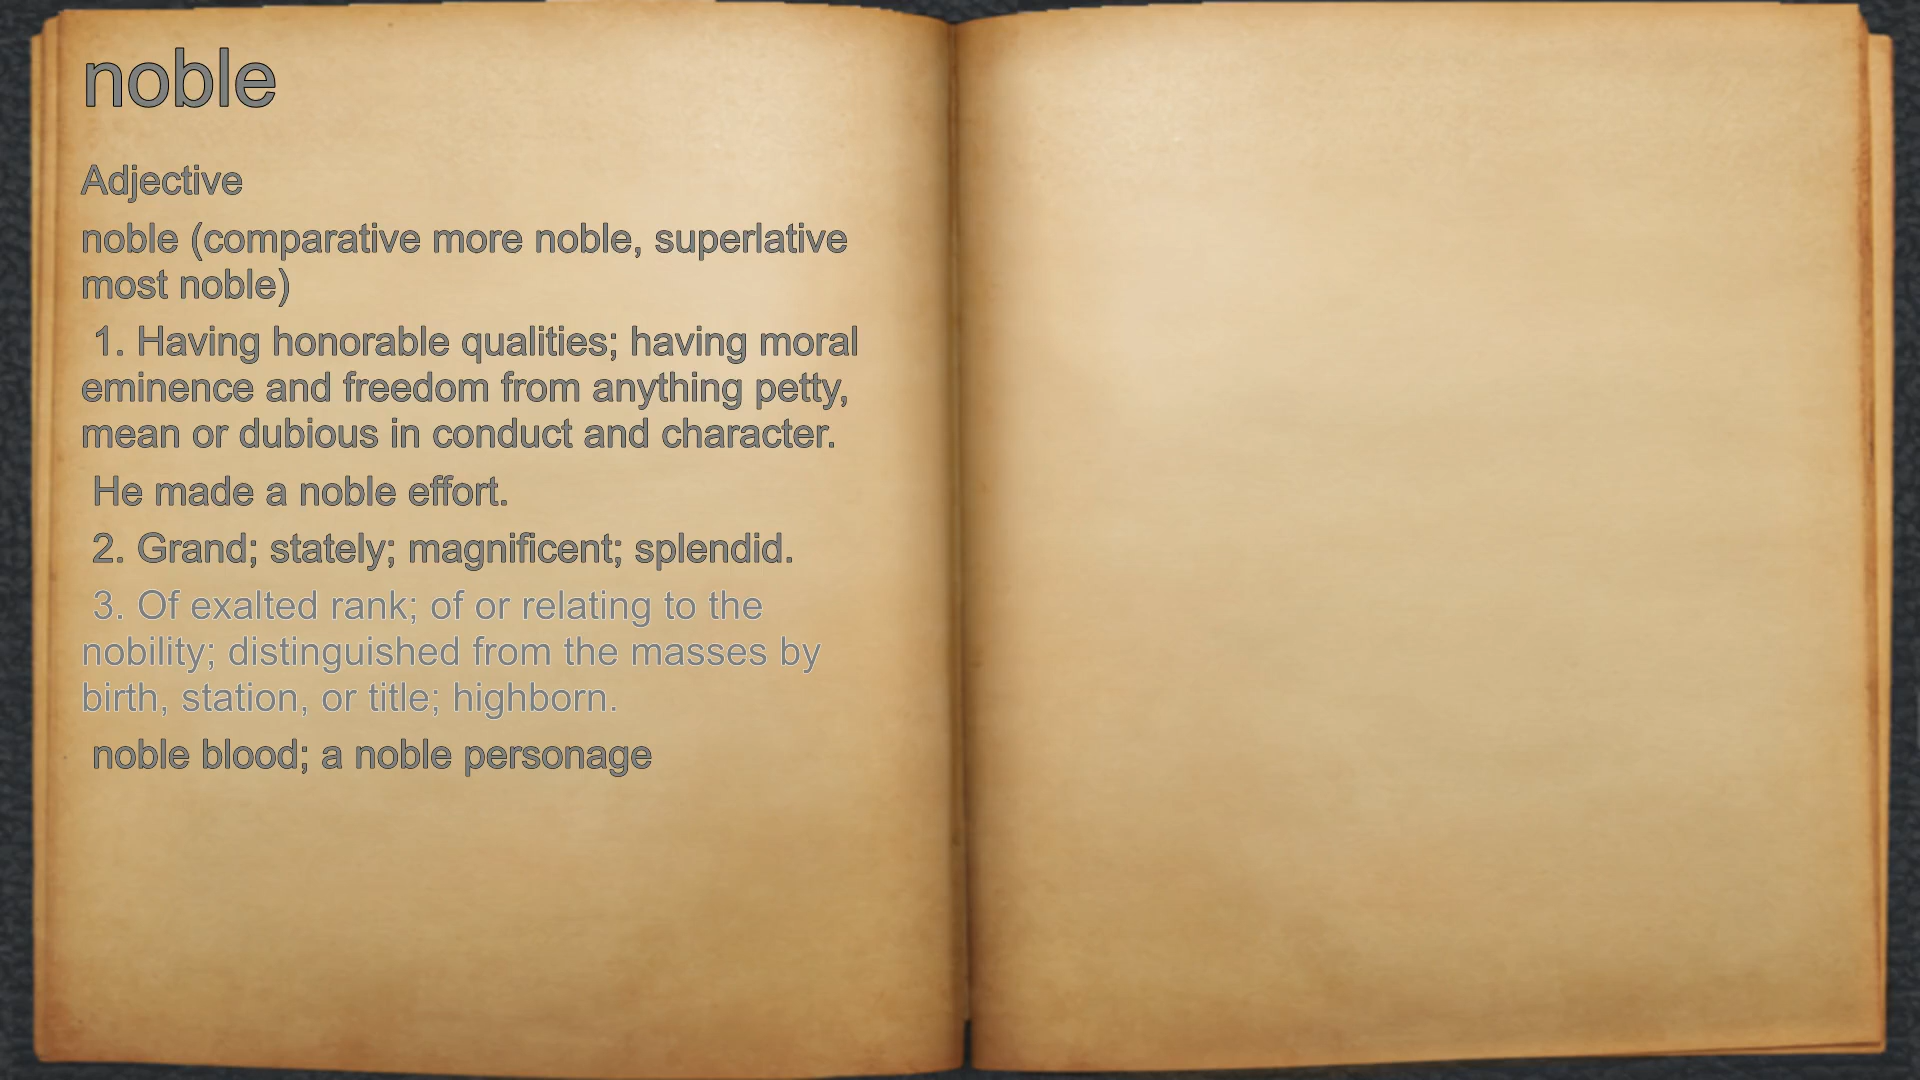 noble
Adjective
noble (comparative more noble, superlative
most noble)
1. Having honorable qualities; having moral
eminence and freedom from anything petty,
mean or dubious in conduct and character.
He made a noble effort.
2. Grand; stately; magnificent; splendid.
3. Of exalted rank; of or relating to the
nobility; distinguished from the masses by
birth, station, or title; highborn.
noble blood; a noble personage